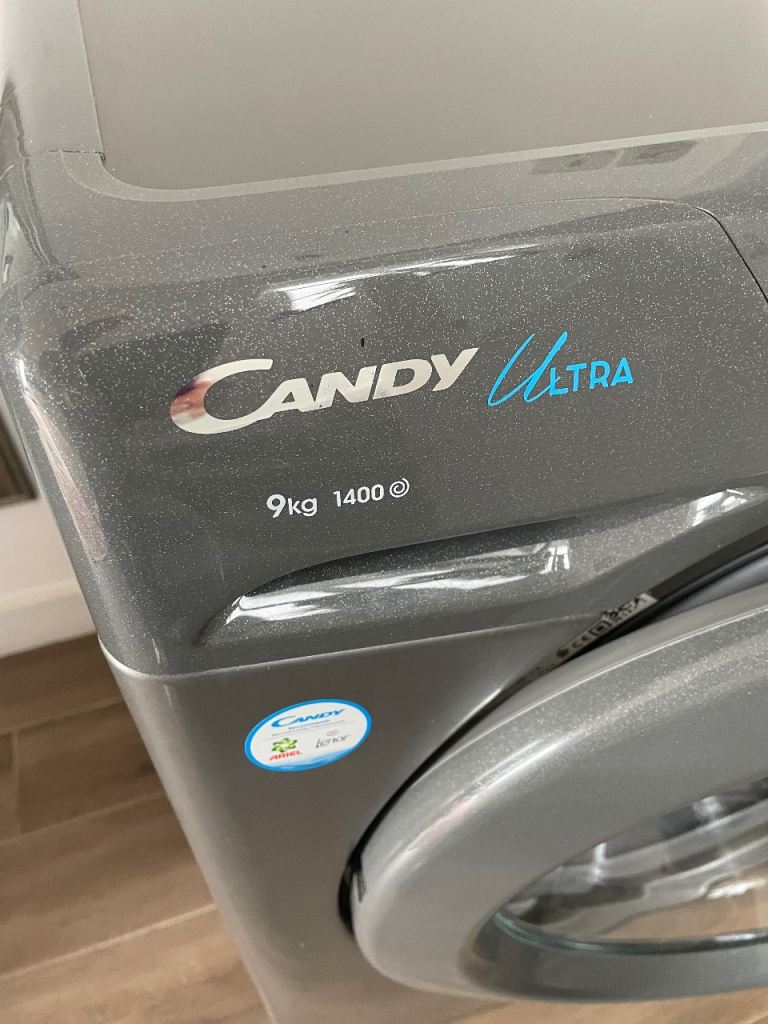 CANDY ULTRA
9kg 1400
CANDY
ARIEL Lenor